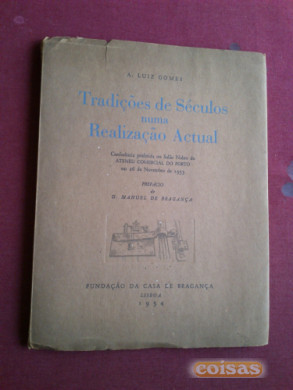 A. LUIZ GOMES
Tradições de Séculos
numa
Realização Actual
Conferência proferida no Salão Nobre do
ATENEU COMERCIAL DO PORTO
em 26 de Novembro de 1953
PREFÁCIO
de
D. MANUEL DE BRAGANÇA
FUNDAÇÃO DA CASA DE BRAGANÇA
LISBOA
1954
coisas